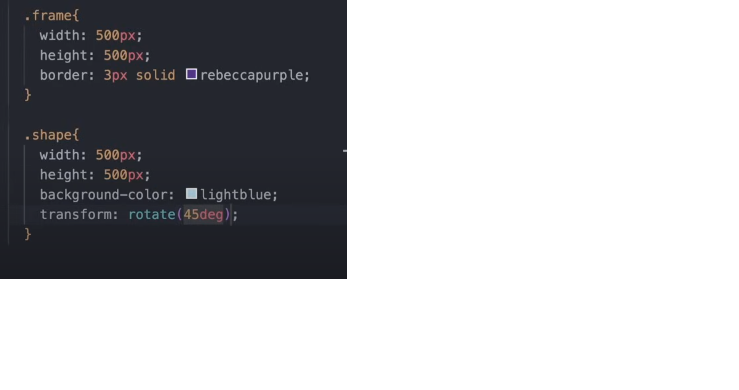 .frame{
width: 500px;
height: 500px;
border: 3px solid rebeccapurple;
}
.shape{
width: 500px;
height: 500px;
background-color: lightblue;
transform: rotate(45deg);
}